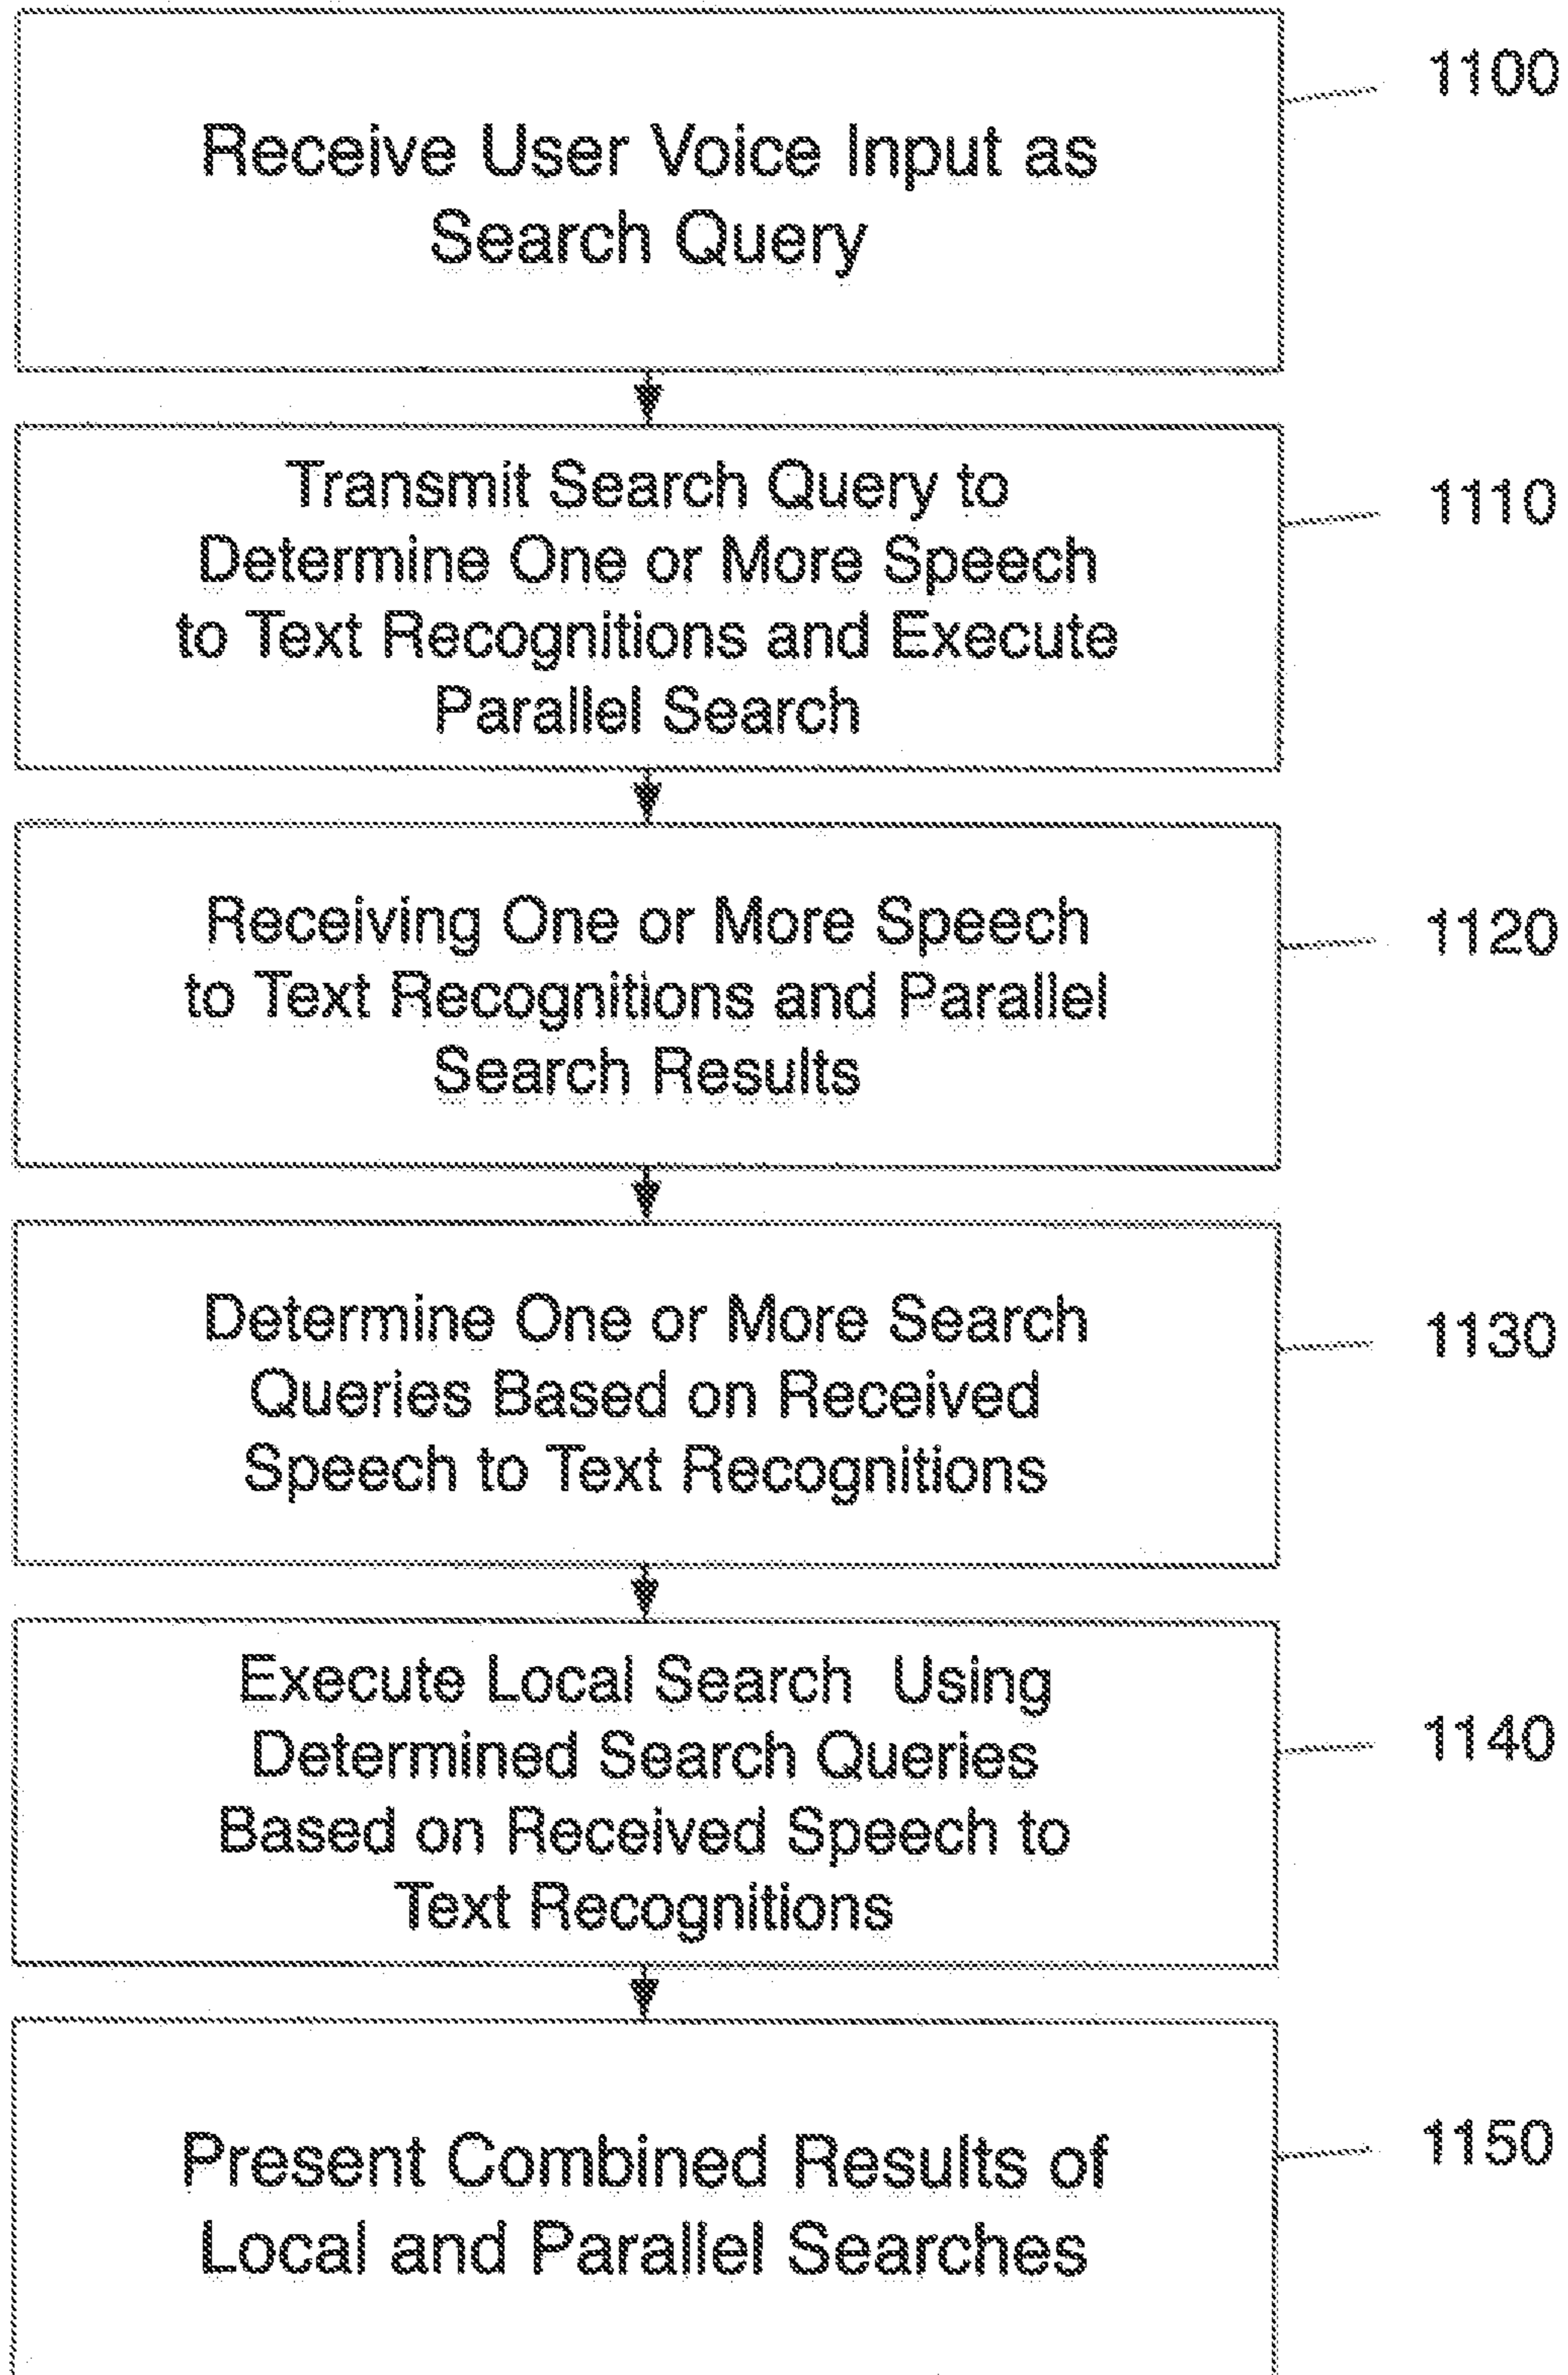 Receive User Voice Input as
Search Query
1100
Transmit Search Query to
Determine One or More Speech
to Text Recognitions and Execute
Parallel Search
1110
Receiving One or More Speech
to Text Recognitions and Parallel
Search Results
1120
Determine One or More Search
Queries Based on Received
Speech to Text Recognitions
1130
Execute Local Search Using
Determined Search Queries
Based on Received Speech to
Text Recognitions
1140
Present Combined Results of
Local and Parallel Searches
1150